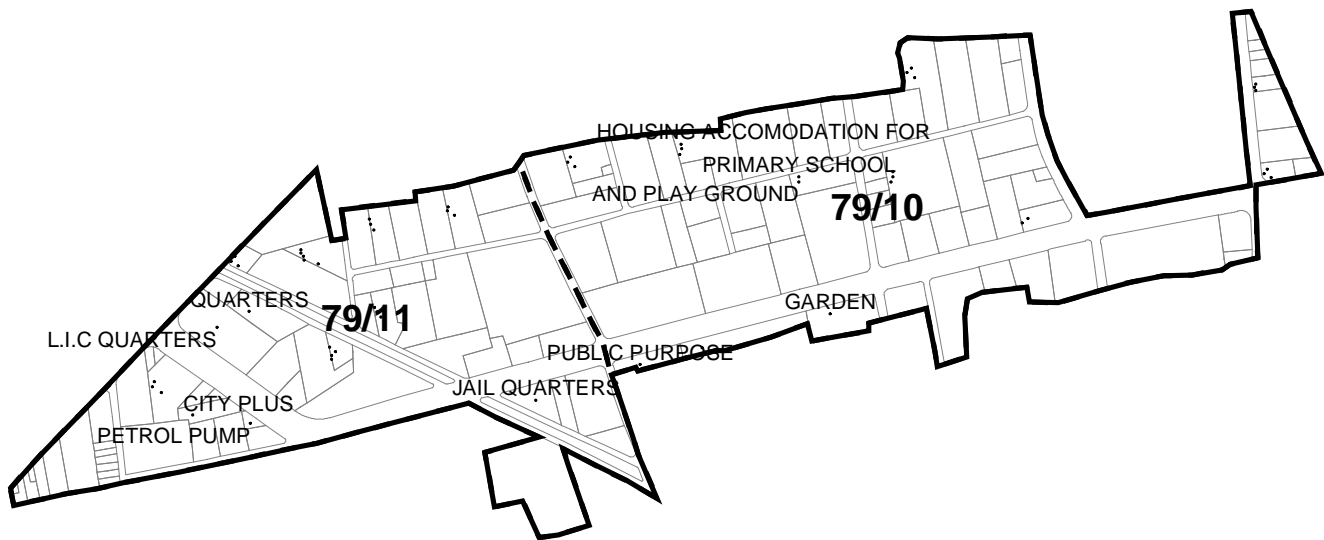 HOUSING ACCOMODATION FOR
PRIMARY SCHOOL
AND PLAY GROUND
79/10
QUARTERS
79/11
GARDEN
L.I.C QUARTERS
PUBLIC PURPOSE
JAIL QUARTERS
CITY PLUS
PETROL PUMP